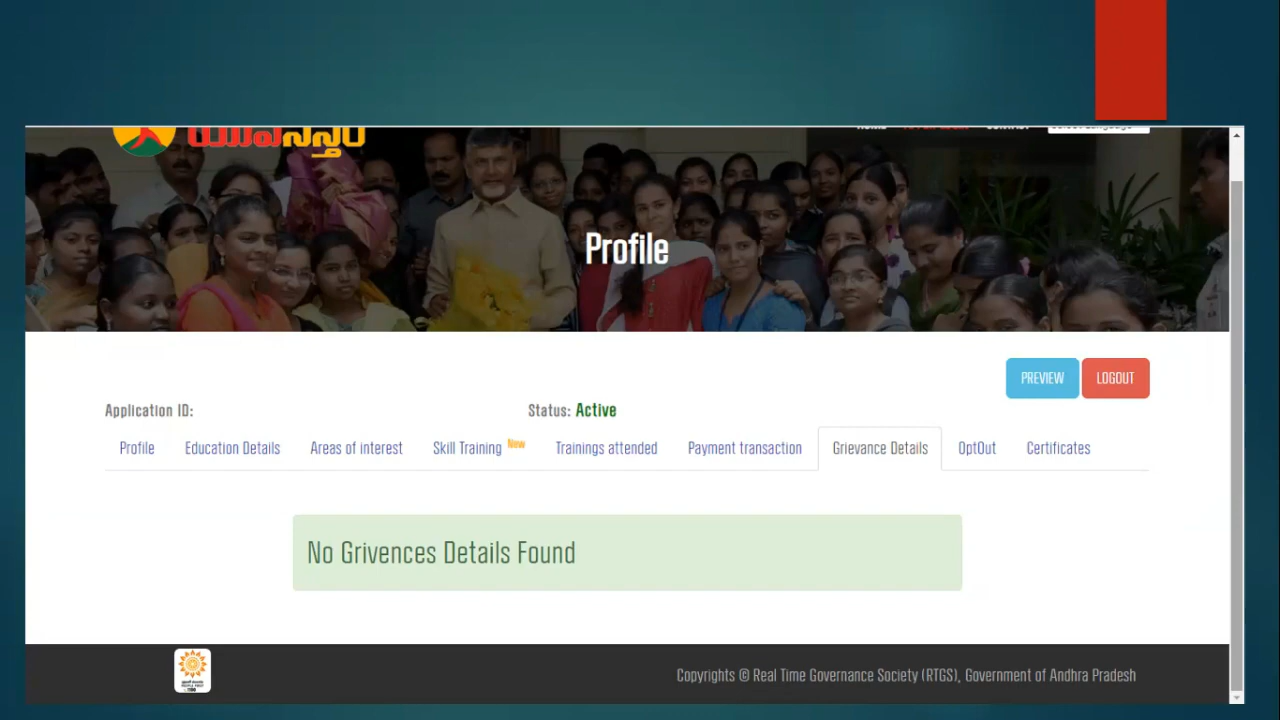 యువనేస్తం
Profile
PREVIEW
LOGOUT
Application ID:
Status: Active
Profile
Education Details
Areas of interest
Skill Training New
Trainings attended
Payment transaction
Grievance Details
OptOut
Certificates
No Grivences Details Found
Copyrights © Real Time Governance Society (RTGS), Government of Andhra Pradesh